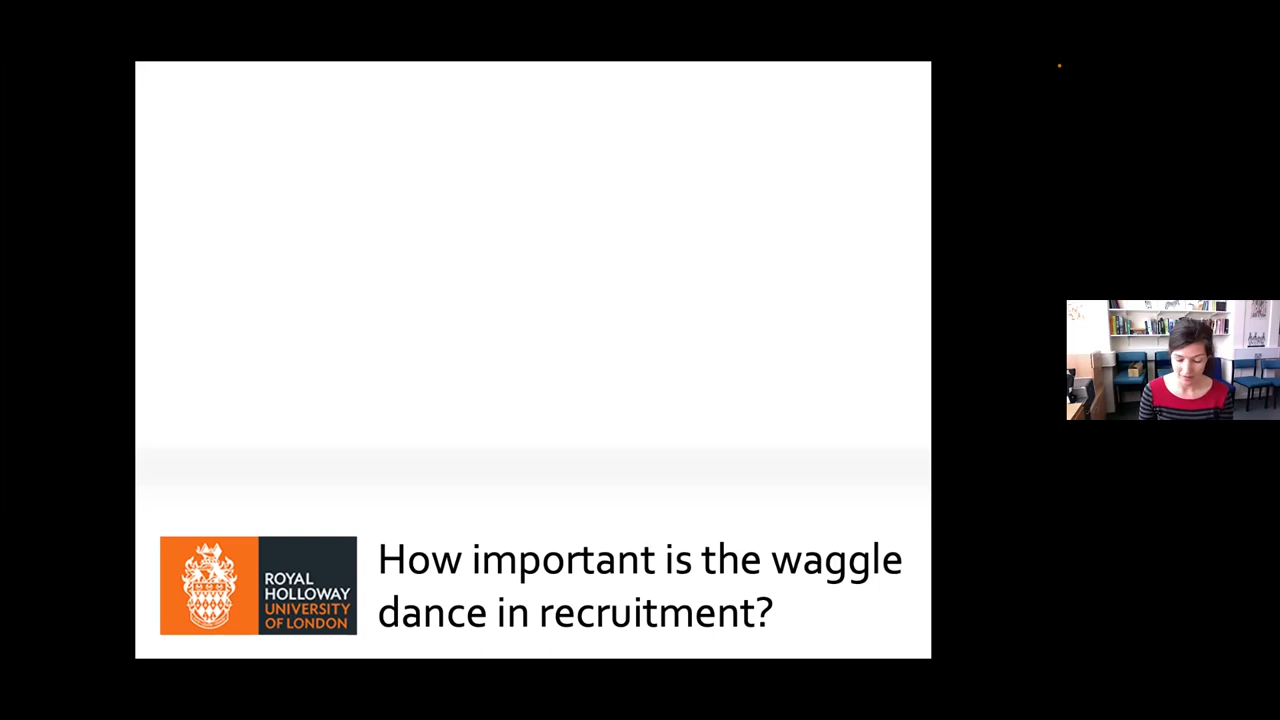 ROYAL
HOLLOWAY
UNIVERSITY
OF LONDON
How important is the waggle
dance in recruitment?